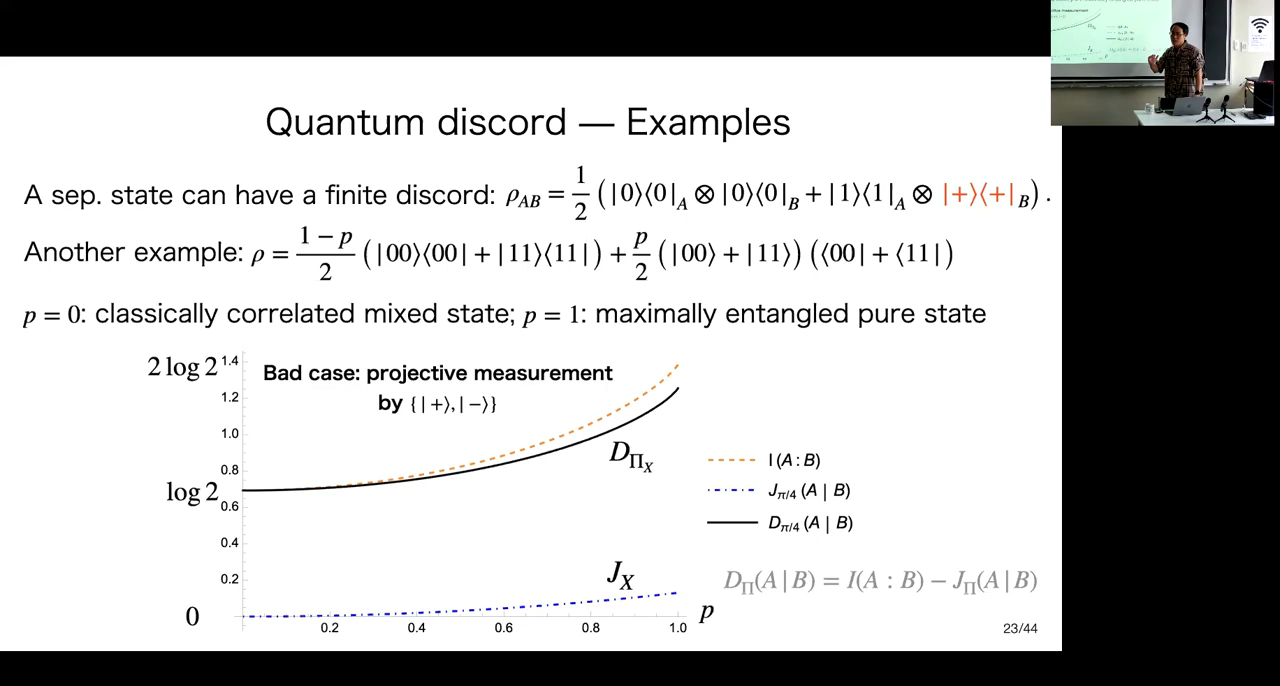 Quantum discord — Examples
A sep. state can have a finite discord: ρ_AB = 1/2 (|0⟩⟨0|_A ⊗ |0⟩⟨0|_B + |1⟩⟨1|_A ⊗ |+⟩⟨+|_B) .
Another example: ρ = (1 − p)/2 (|00⟩⟨00| + |11⟩⟨11|) + p/2 (|00⟩ + |11⟩) (⟨00| + ⟨11|)
p = 0: classically correlated mixed state; p = 1: maximally entangled pure state
2 log 2
1.4
Bad case: projective measurement
by {|+⟩, |−⟩}
1.2
1.0
D_Π_X
0.8
log 2
0.6
0.4
0.2
J_X
0
0.2 0.4 0.6 0.8 1.0 p
I(A:B)
J_π/4 (A | B)
D_π/4 (A | B)
D_Π(A | B) = I(A : B) − J_Π(A | B)
23/44